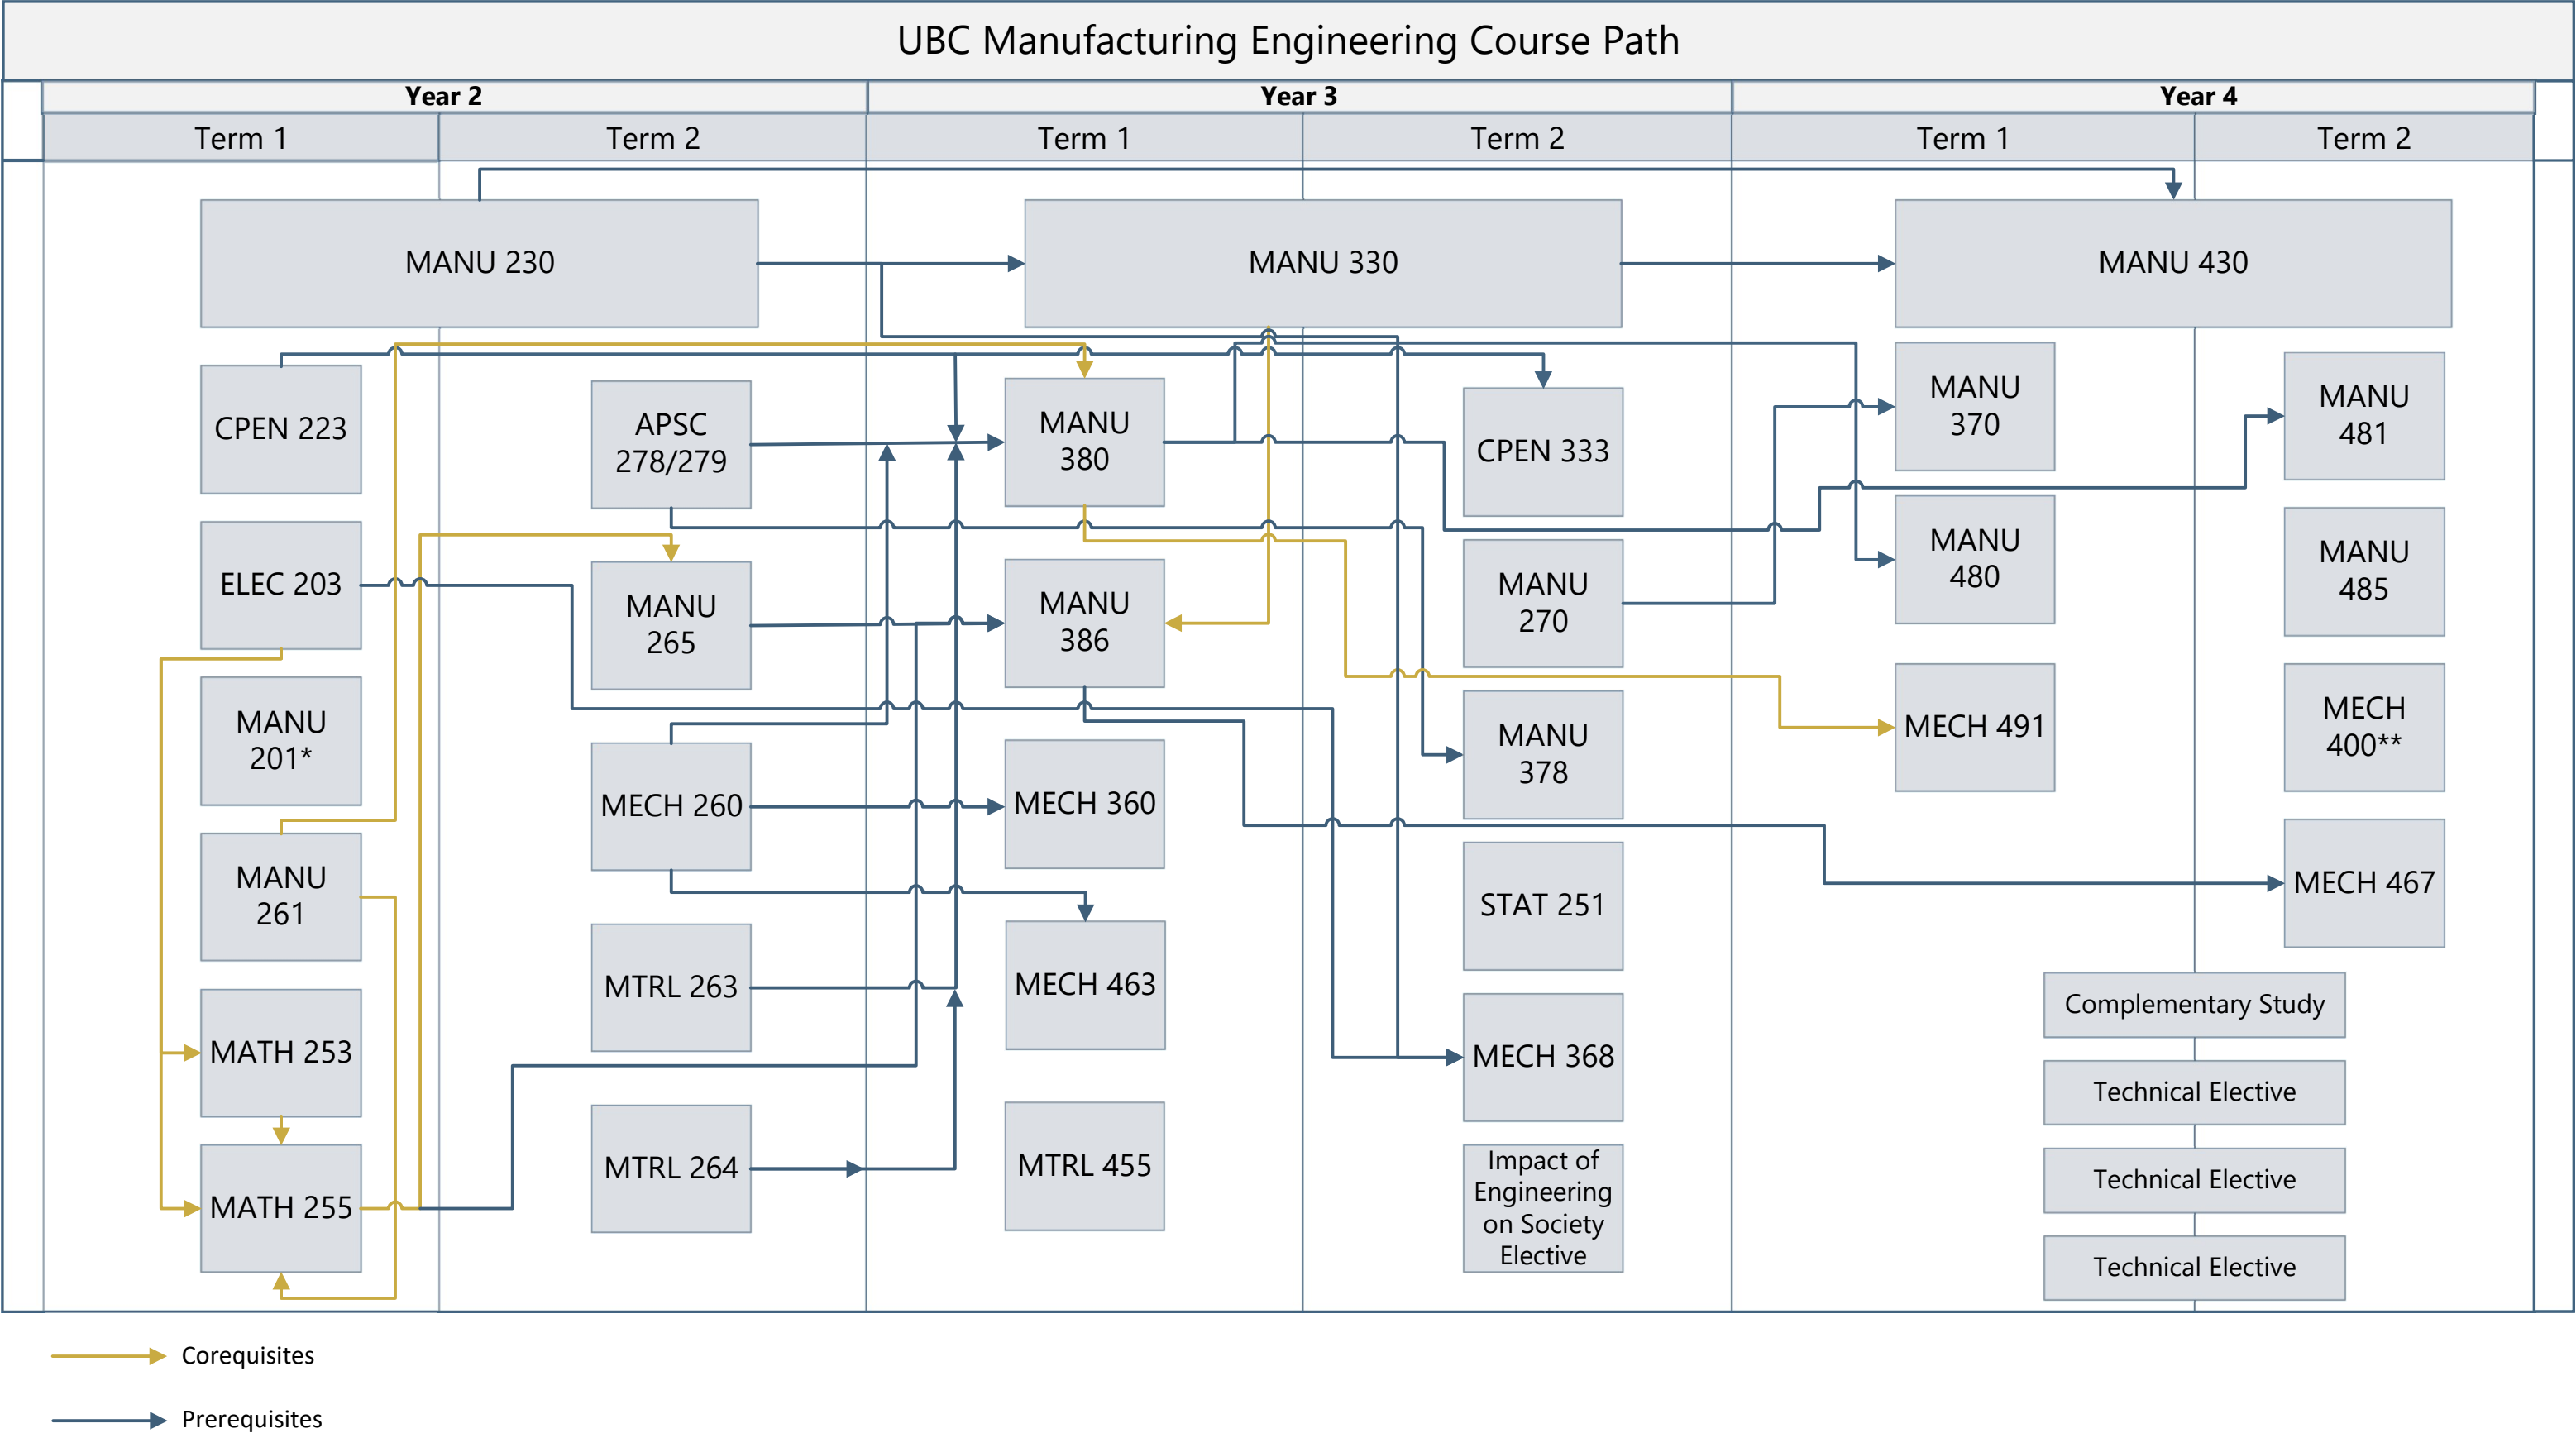 UBC Manufacturing Engineering Course Path
Year 2
Year 3
Year 4
Term 1
Term 2
Term 1
Term 2
Term 1
Term 2
MANU 230
MANU 330
MANU 430
CPEN 223
ELEC 203
MANU
201*
MANU
261
MATH 253
MATH 255
APSC
278/279
MANU
265
MECH 260
MTRL 263
MTRL 264
MANU
380
MANU
386
MECH 360
MECH 463
MTRL 455
CPEN 333
MANU
270
MANU
378
STAT 251
MECH 368
Impact of
Engineering
on Society
Elective
MANU
370
MANU
480
MECH 491
MANU
481
MANU
485
MECH
400**
MECH 467
Complementary Study
Technical Elective
Technical Elective
Technical Elective
Corequisites
Prerequisites